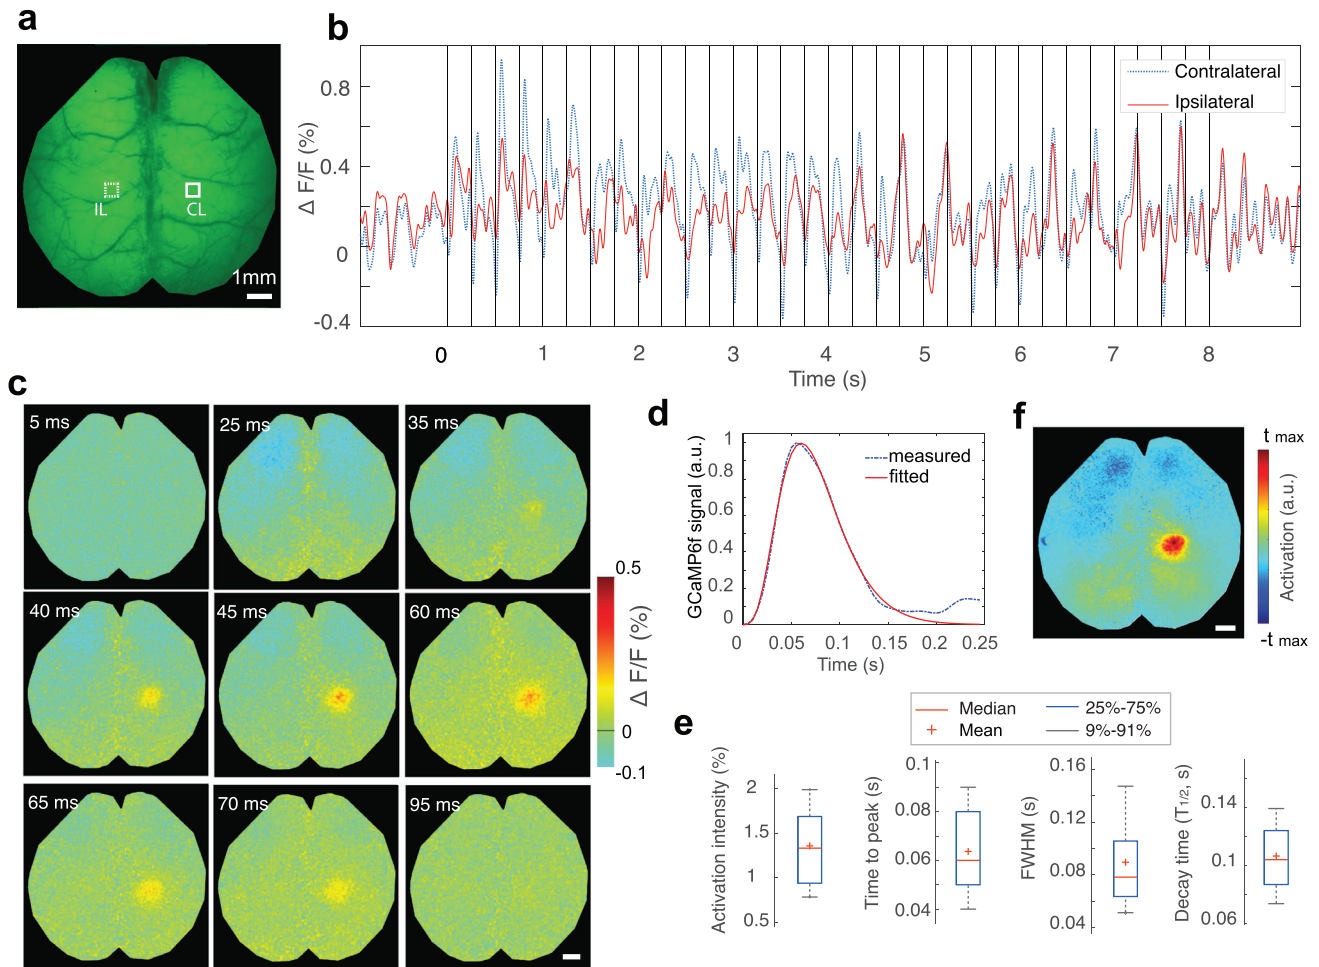 a
IL
CL
1mm
b
Δ F/F (%)
0.8
0.4
0
-0.4
Contralateral
Ipsilateral
0 1 2 3 4 5 6 7 8
Time (s)
c
5 ms
25 ms
35 ms
40 ms
45 ms
60 ms
65 ms
70 ms
95 ms
0.5
0
-0.1
Δ F/F (%)
d
GCaMP6f signal (a.u.)
1
0.8
0.6
0.4
0.2
0
measured
fitted
0 0.05 0.1 0.15 0.2 0.25
Time (s)
f
t max
-t max
Activation (a.u.)
e
Median
Mean
25%-75%
9%-91%
Activation intensity (%)
2
1.5
1
0.5
Time to peak (s)
0.1
0.08
0.06
0.04
FWHM (s)
0.16
0.12
0.08
0.04
Decay time (T1/2, s)
0.14
0.1
0.06